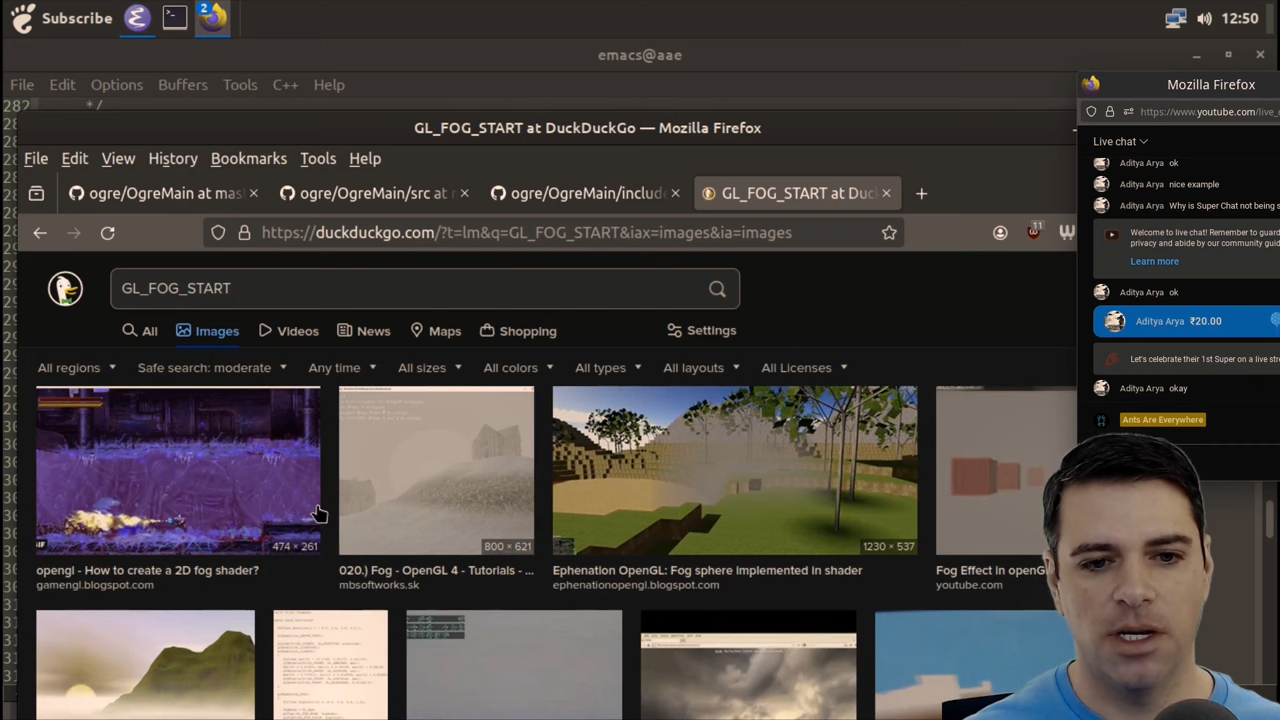 Subscribe
2
12:50
emacs@aae
File Edit Options Buffers Tools C++ Help
282 */
GL_FOG_START at DuckDuckGo — Mozilla Firefox
File Edit View History Bookmarks Tools Help
ogre/OgreMain at mas
ogre/OgreMain/src at
ogre/OgreMain/include
GL_FOG_START at Duc
https://duckduckgo.com/?t=lm&q=GL_FOG_START&iax=images&ia=images
11
GL_FOG_START
All Images Videos News Maps Shopping Settings
All regions Safe search: moderate Any time All sizes All colors All types All layouts All Licenses
GIF
474 × 261
800 × 621
1230 × 537
opengl - How to create a 2D fog shader?
gamengl.blogspot.com
020.) Fog - OpenGL 4 - Tutorials - ...
mbsoftworks.sk
Ephenation OpenGL: Fog sphere implemented in shader
ephenationopengl.blogspot.com
Fog Effect in openG
youtube.com
Mozilla Firefox
https://www.youtube.com/live_c
Live chat
Aditya Arya ok
Aditya Arya nice example
Aditya Arya Why is Super Chat not being s
Welcome to live chat! Remember to guard
privacy and abide by our community guid
Learn more
Aditya Arya ok
Aditya Arya ₹20.00
Let's celebrate their 1st Super on a live stre
Aditya Arya okay
Ants Are Everywhere